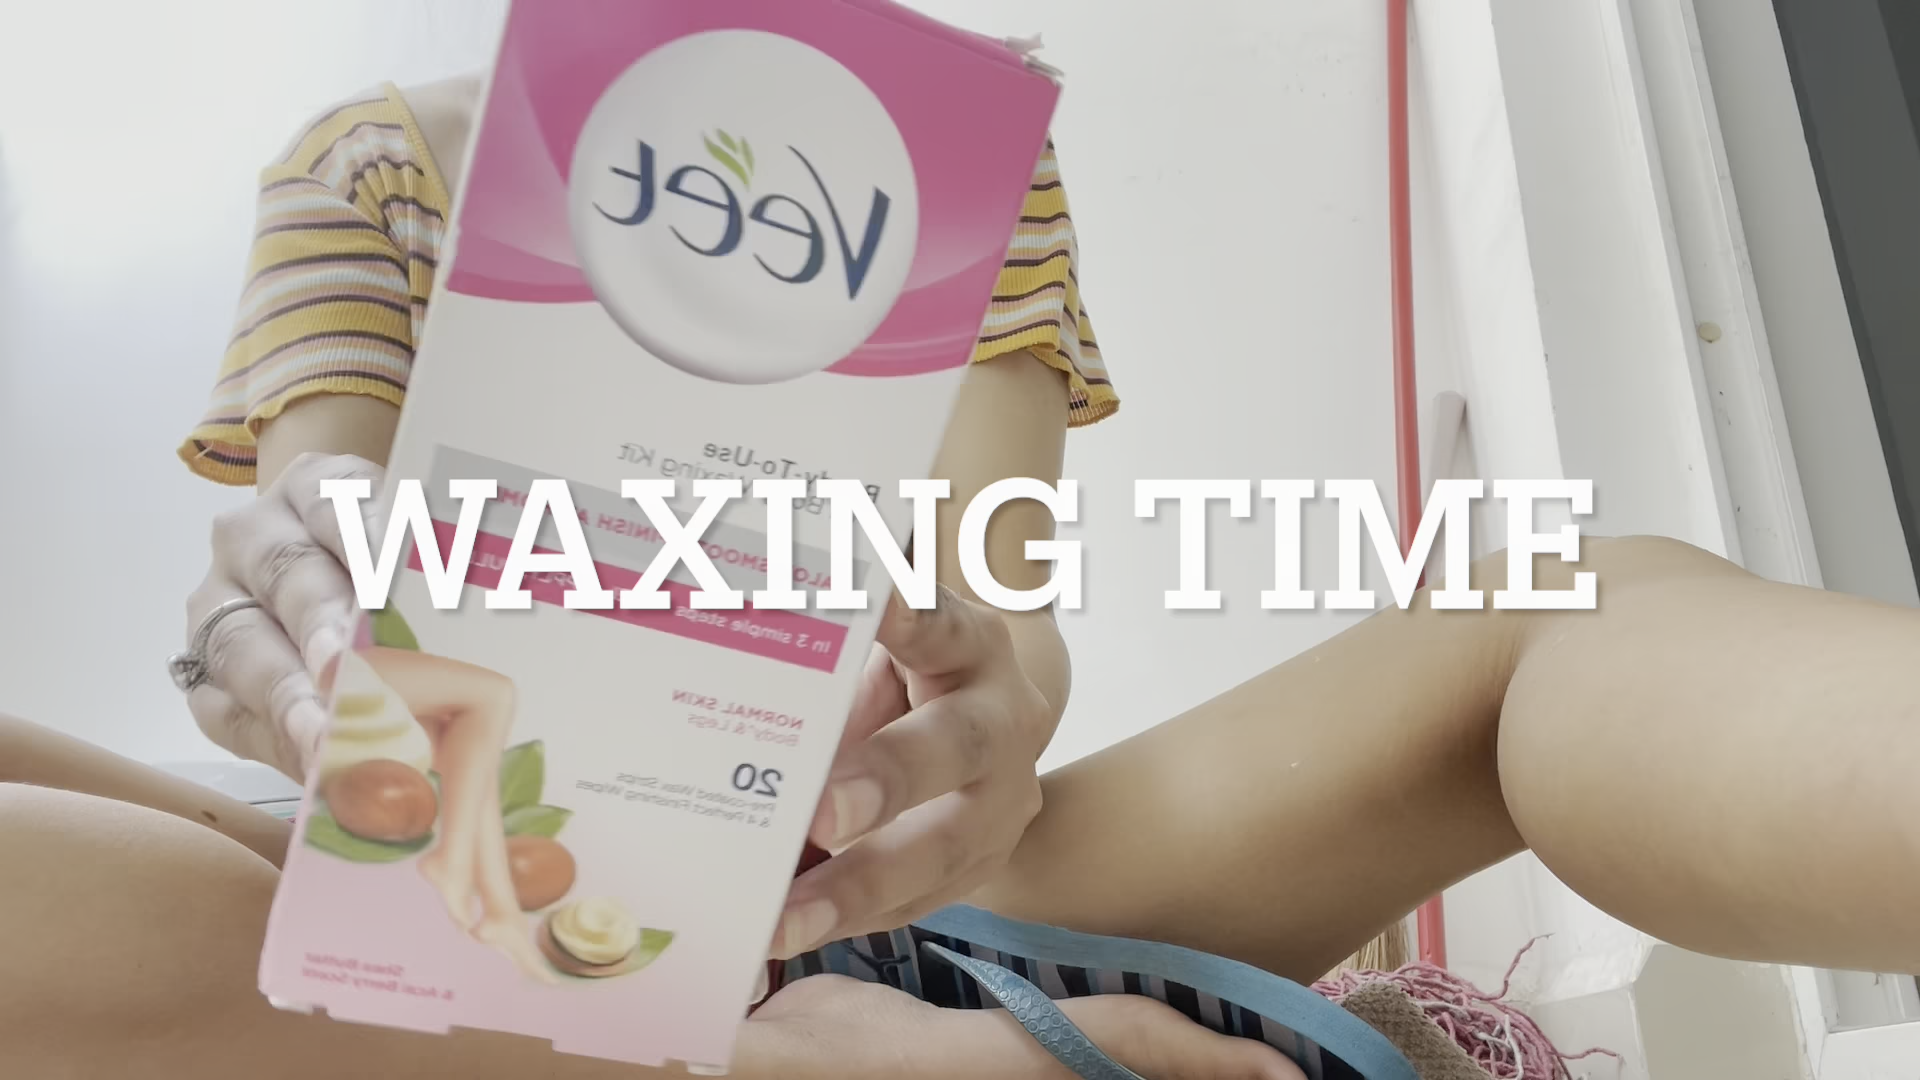 Veet
Ready-To-Use
Body Waxing Kit
WAXING TIME
In 3 simple steps
NORMAL SKIN
Body & Legs
20
Pre-coated Wax Strips
& 4 Perfect Finishing Wipes
Shea Butter
& Acai Berry Scent